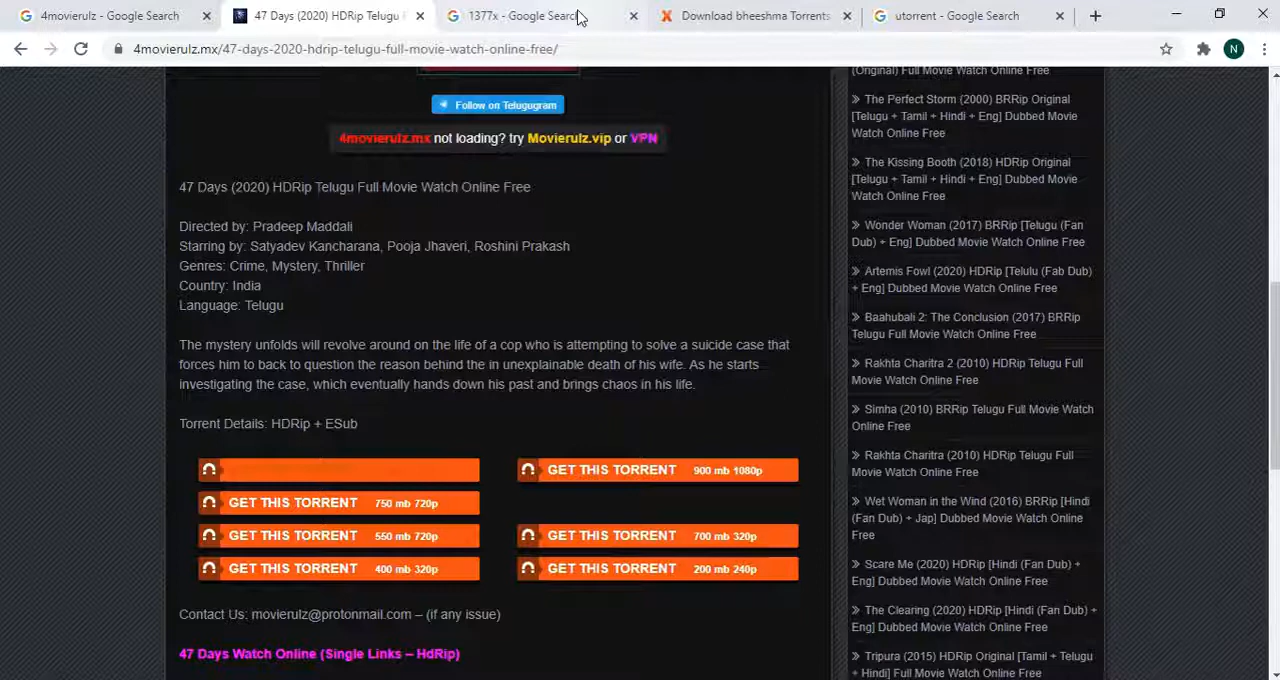 4movierulz - Google Search
47 Days (2020) HDRip Telugu F
1377x - Google Search
Download bheeshma Torrents
utorrent - Google Search
4movierulz.mx/47-days-2020-hdrip-telugu-full-movie-watch-online-free/
N
Follow on Telugugram
4movierulz.mx not loading? try Movierulz.vip or VPN
47 Days (2020) HDRip Telugu Full Movie Watch Online Free
Directed by: Pradeep Maddali
Starring by: Satyadev Kancharana, Pooja Jhaveri, Roshini Prakash
Genres: Crime, Mystery, Thriller
Country: India
Language: Telugu
The mystery unfolds will revolve around on the life of a cop who is attempting to solve a suicide case that
forces him to back to question the reason behind the in unexplainable death of his wife. As he starts
investigating the case, which eventually hands down his past and brings chaos in his life.
Torrent Details: HDRip + ESub
GET THIS TORRENT 900 mb 1080p
GET THIS TORRENT 750 mb 720p
GET THIS TORRENT 550 mb 720p
GET THIS TORRENT 700 mb 320p
GET THIS TORRENT 400 mb 320p
GET THIS TORRENT 200 mb 240p
Contact Us: movierulz@protonmail.com – (if any issue)
47 Days Watch Online (Single Links – HdRip)
(Original) Full Movie Watch Online Free
» The Perfect Storm (2000) BRRip Original
[Telugu + Tamil + Hindi + Eng] Dubbed Movie
Watch Online Free
» The Kissing Booth (2018) HDRip Original
[Telugu + Tamil + Hindi + Eng] Dubbed Movie
Watch Online Free
» Wonder Woman (2017) BRRip [Telugu (Fan
Dub) + Eng] Dubbed Movie Watch Online Free
» Artemis Fowl (2020) HDRip [Telulu (Fab Dub)
+ Eng] Dubbed Movie Watch Online Free
» Baahubali 2: The Conclusion (2017) BRRip
Telugu Full Movie Watch Online Free
» Rakhta Charitra 2 (2010) HDRip Telugu Full
Movie Watch Online Free
» Simha (2010) BRRip Telugu Full Movie Watch
Online Free
» Rakhta Charitra (2010) HDRip Telugu Full
Movie Watch Online Free
» Wet Woman in the Wind (2016) BRRip [Hindi
(Fan Dub) + Jap] Dubbed Movie Watch Online
Free
» Scare Me (2020) HDRip [Hindi (Fan Dub) +
Eng] Dubbed Movie Watch Online Free
» The Clearing (2020) HDRip [Hindi (Fan Dub) +
Eng] Dubbed Movie Watch Online Free
» Tripura (2015) HDRip Original [Tamil + Telugu
+ Hindi] Full Movie Watch Online Free